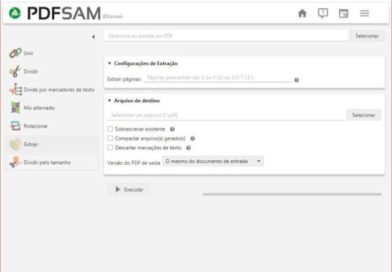 PDFSAM @Extrair
Selecione ou arraste um PDF
Selecionar
Unir
Dividir
Divide por marcadores de texto
Mix alternado
Rotacionar
Extrair
Dividir pelo tamanho
Configurações de Extração
Extrair páginas:
Páginas para extrair (ex: 2 ou 5-23 ou 2,5-7,12-)
Arquivo de destino
Selecionar um arquivo [*.pdf]
Selecionar
Sobrescrever existente
Compactar arquivo(s) gerado(s)
Descartar marcações de texto
Versão do PDF de saída
O mesmo do documento de entrada
Executar